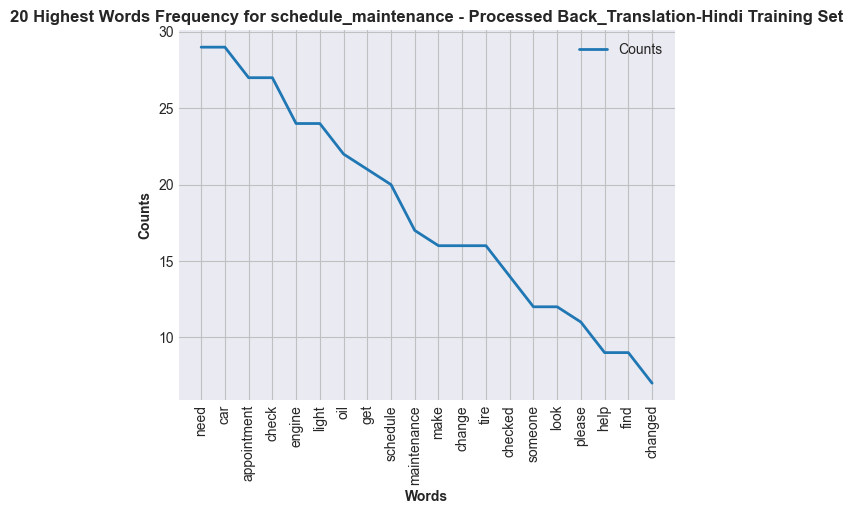 20 Highest Words Frequency for schedule_maintenance - Processed Back_Translation-Hindi Training Set
Counts
30
25
20
15
10
Counts
need
car
appointment
check
engine
light
oil
get
schedule
maintenance
make
change
tire
checked
someone
look
please
help
find
changed
Words